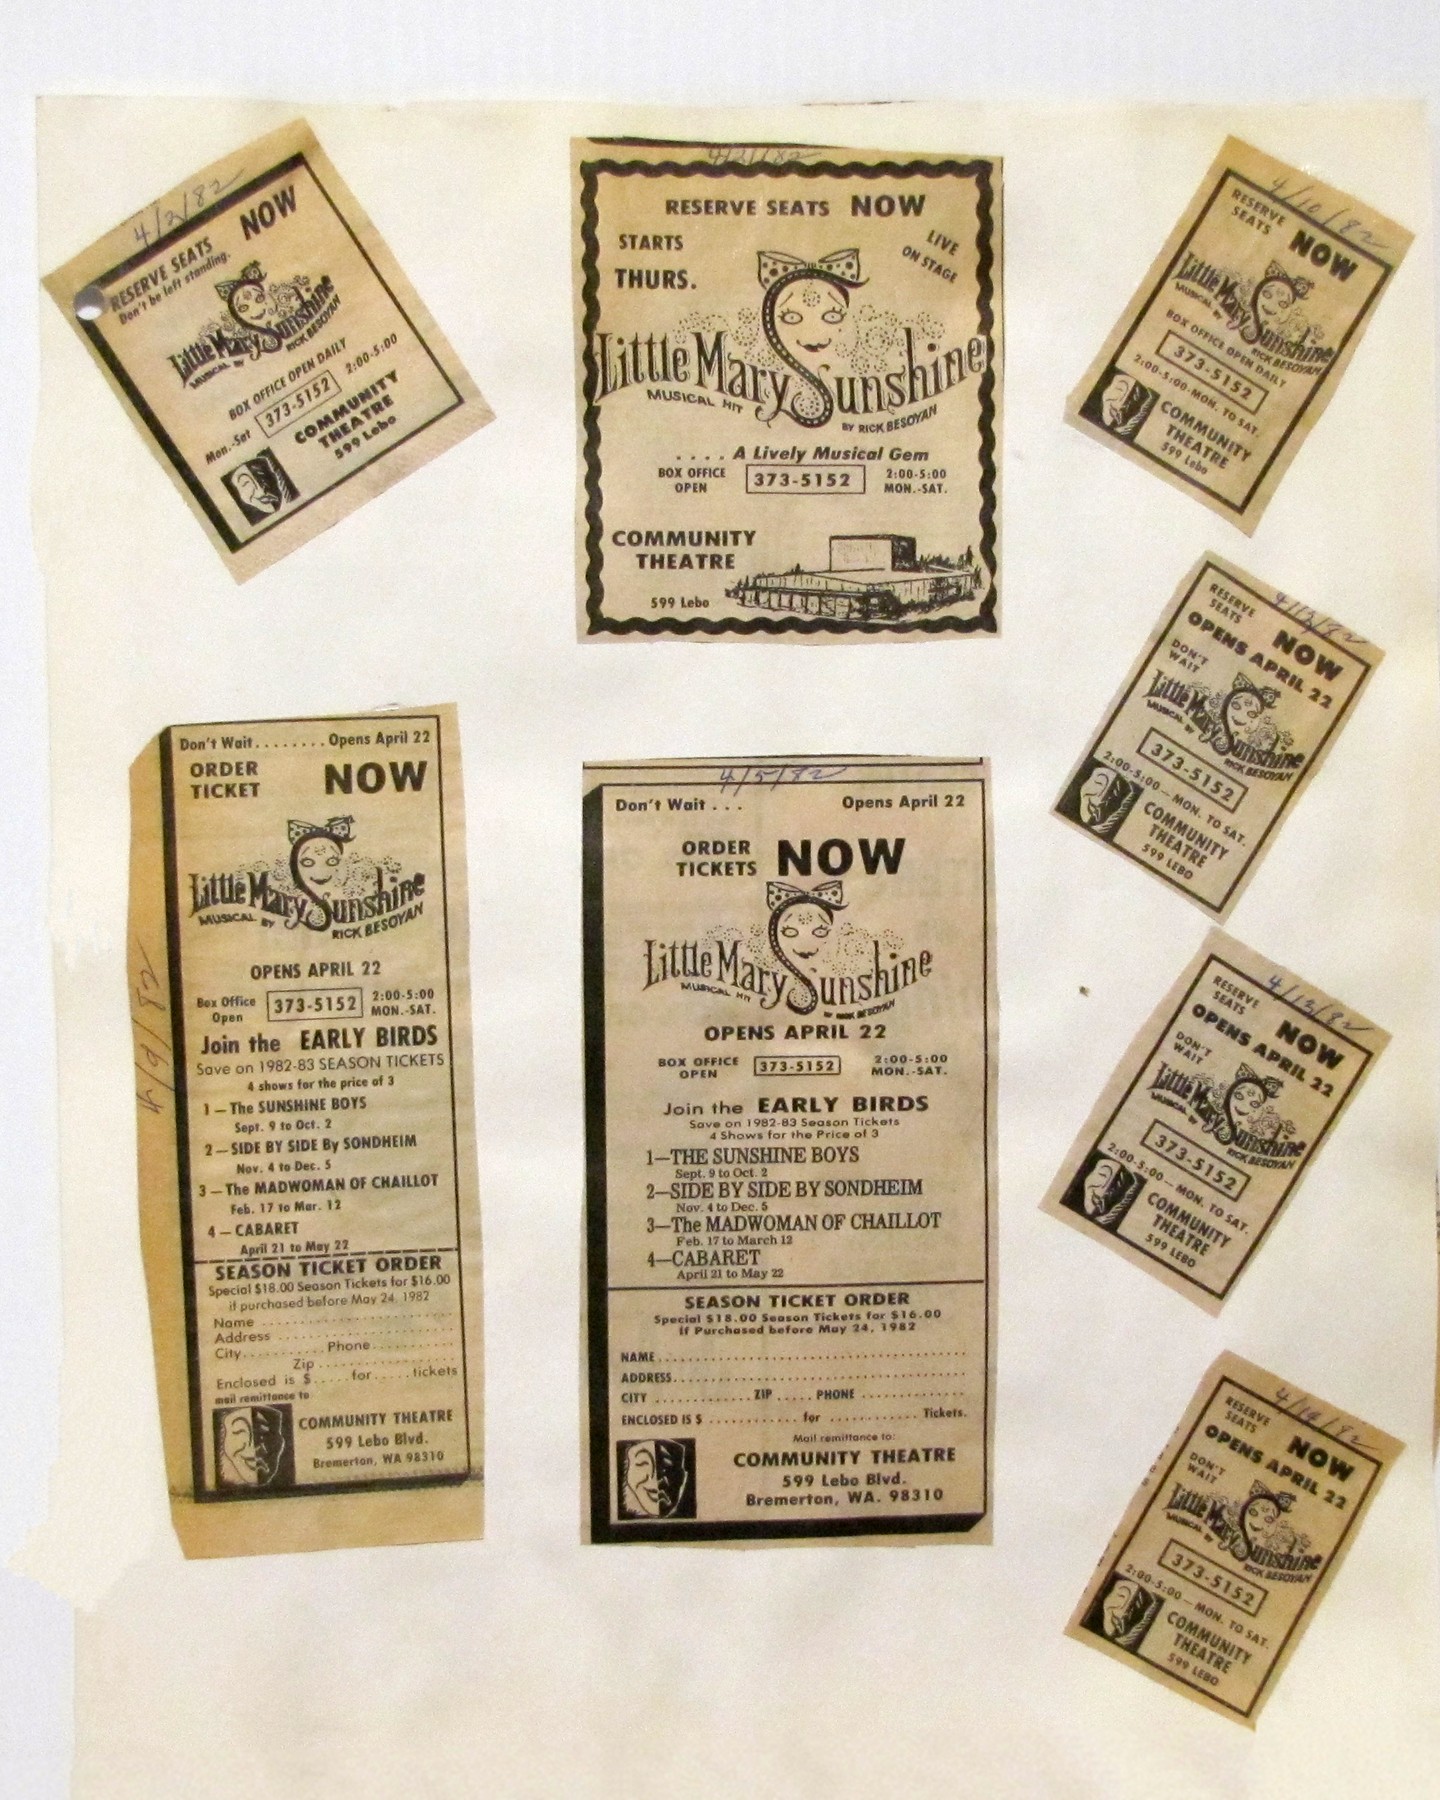 4/2/82
RESERVE SEATS NOW
Don't be left standing.
Little Mary Sunshine
MUSICAL BY RICK BESOYAN
BOX OFFICE OPEN DAILY
Mon.-Sat 373-5152 2:00-5:00
COMMUNITY
THEATRE
599 Lebo
4/21/82
RESERVE SEATS NOW
STARTS
THURS.
LIVE
ON STAGE
Little Mary Sunshine
MUSICAL HIT BY RICK BESOYAN
. . . . A Lively Musical Gem
BOX OFFICE
OPEN
373-5152
2:00-5:00
MON.-SAT.
COMMUNITY
THEATRE
599 Lebo
4/10/82
RESERVE
SEATS NOW
Little Mary Sunshine
MUSICAL BY RICK BESOYAN
BOX OFFICE OPEN DAILY
373-5152
2:00-5:00-MON. TO SAT.
COMMUNITY
THEATRE
599 Lebo
RESERVE
SEATS NOW
OPENS APRIL 22
DON'T
WAIT
Little Mary Sunshine
MUSICAL BY RICK BESOYAN
373-5152
2:00-5:00—MON. TO SAT.
COMMUNITY
THEATRE
599 LEBO
4/9/82
Don't Wait........Opens April 22
ORDER
TICKET NOW
Little Mary Sunshine
MUSICAL BY RICK BESOYAN
OPENS APRIL 22
Box Office
Open
373-5152
2:00-5:00
MON.-SAT.
Join the EARLY BIRDS
Save on 1982-83 SEASON TICKETS
4 shows for the price of 3
1—The SUNSHINE BOYS
Sept. 9 to Oct. 2
2—SIDE BY SIDE By SONDHEIM
Nov. 4 to Dec. 5
3—The MADWOMAN OF CHAILLOT
Feb. 17 to Mar. 12
4—CABARET
April 21 to May 22
SEASON TICKET ORDER
Special $18.00 Season Tickets for $16.00
if purchased before May 24, 1982
Name
Address
City..........Phone
Zip
Enclosed is $.....for......tickets
mail remittance to
COMMUNITY THEATRE
599 Lebo Blvd.
Bremerton, WA 98310
4/5/82
Don't Wait . . . Opens April 22
ORDER
TICKETS NOW
Little Mary Sunshine
MUSICAL HIT BY RICK BESOYAN
OPENS APRIL 22
BOX OFFICE
OPEN
373-5152
2:00-5:00
MON.-SAT.
Join the EARLY BIRDS
Save on 1982-83 Season Tickets
4 Shows for the Price of 3
1—THE SUNSHINE BOYS
Sept. 9 to Oct. 2
2—SIDE BY SIDE BY SONDHEIM
Nov. 4 to Dec. 5
3—The MADWOMAN OF CHAILLOT
Feb. 17 to March 12
4—CABARET
April 21 to May 22
SEASON TICKET ORDER
Special $18.00 Season Tickets for $16.00
If Purchased before May 24, 1982
NAME
ADDRESS
CITY ............ZIP .....PHONE
ENCLOSED IS $ ............ for ............ Tickets.
Mail remittance to:
COMMUNITY THEATRE
599 Lebo Blvd.
Bremerton, WA. 98310
4/13/82
RESERVE
SEATS NOW
OPENS APRIL 22
DON'T
WAIT
Little Mary Sunshine
MUSICAL BY RICK BESOYAN
373-5152
2:00-5:00—MON. TO SAT.
COMMUNITY
THEATRE
599 LEBO
RESERVE
SEATS NOW
OPENS APRIL 22
DON'T
WAIT
Little Mary Sunshine
MUSICAL BY RICK BESOYAN
373-5152
2:00-5:00—MON. TO SAT.
COMMUNITY
THEATRE
599 LEBO